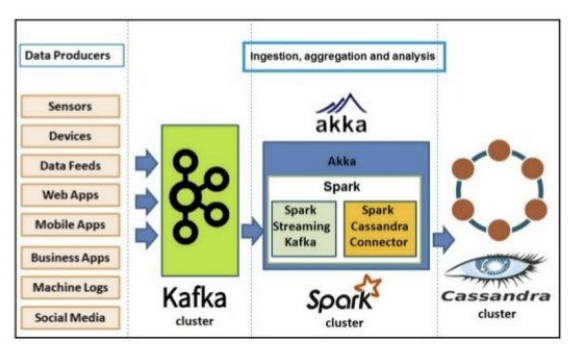 Data Producers
Ingestion, aggregation and analysis
Sensors
Devices
Data Feeds
Web Apps
Mobile Apps
Business Apps
Machine Logs
Social Media
Kafka
cluster
akka
Akka
Spark
Spark
Streaming
Kafka
Spark
Cassandra
Connector
Spark
cluster
Cassandra
cluster